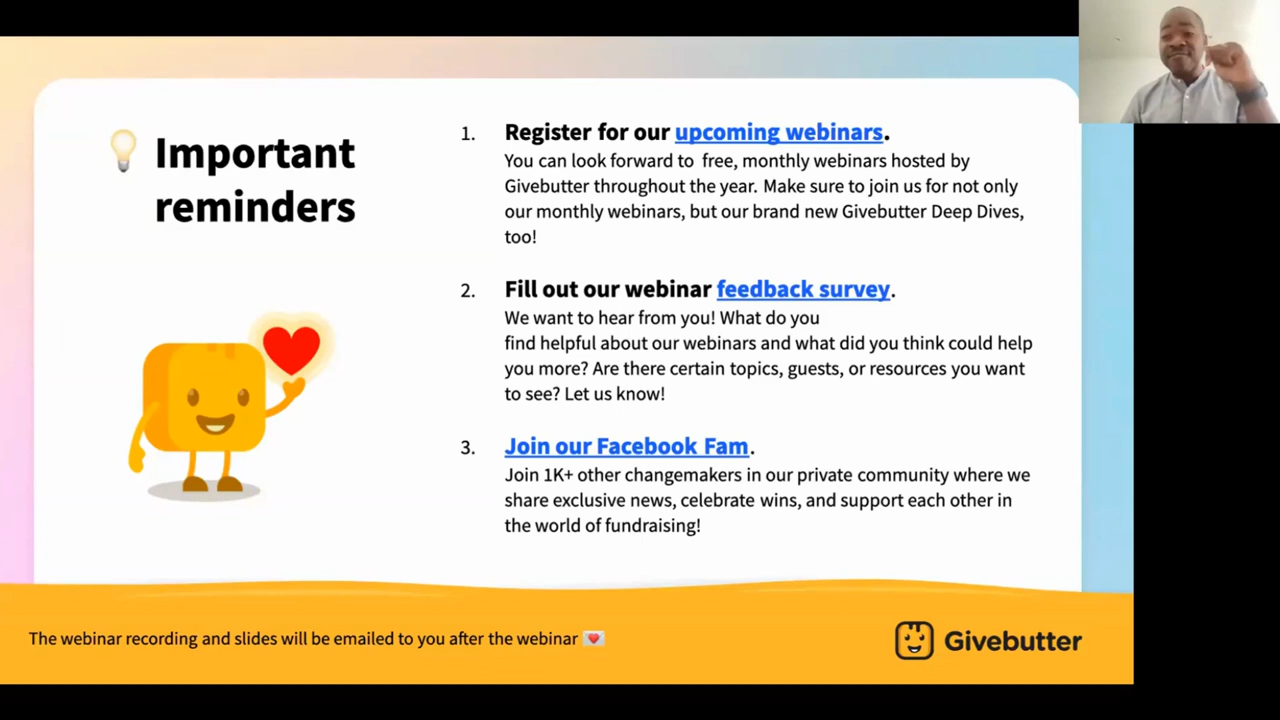 Important
reminders
1. Register for our upcoming webinars.
You can look forward to free, monthly webinars hosted by
Givebutter throughout the year. Make sure to join us for not only
our monthly webinars, but our brand new Givebutter Deep Dives,
too!
2. Fill out our webinar feedback survey.
We want to hear from you! What do you
find helpful about our webinars and what did you think could help
you more? Are there certain topics, guests, or resources you want
to see? Let us know!
3. Join our Facebook Fam.
Join 1K+ other changemakers in our private community where we
share exclusive news, celebrate wins, and support each other in
the world of fundraising!
The webinar recording and slides will be emailed to you after the webinar 💌
Givebutter